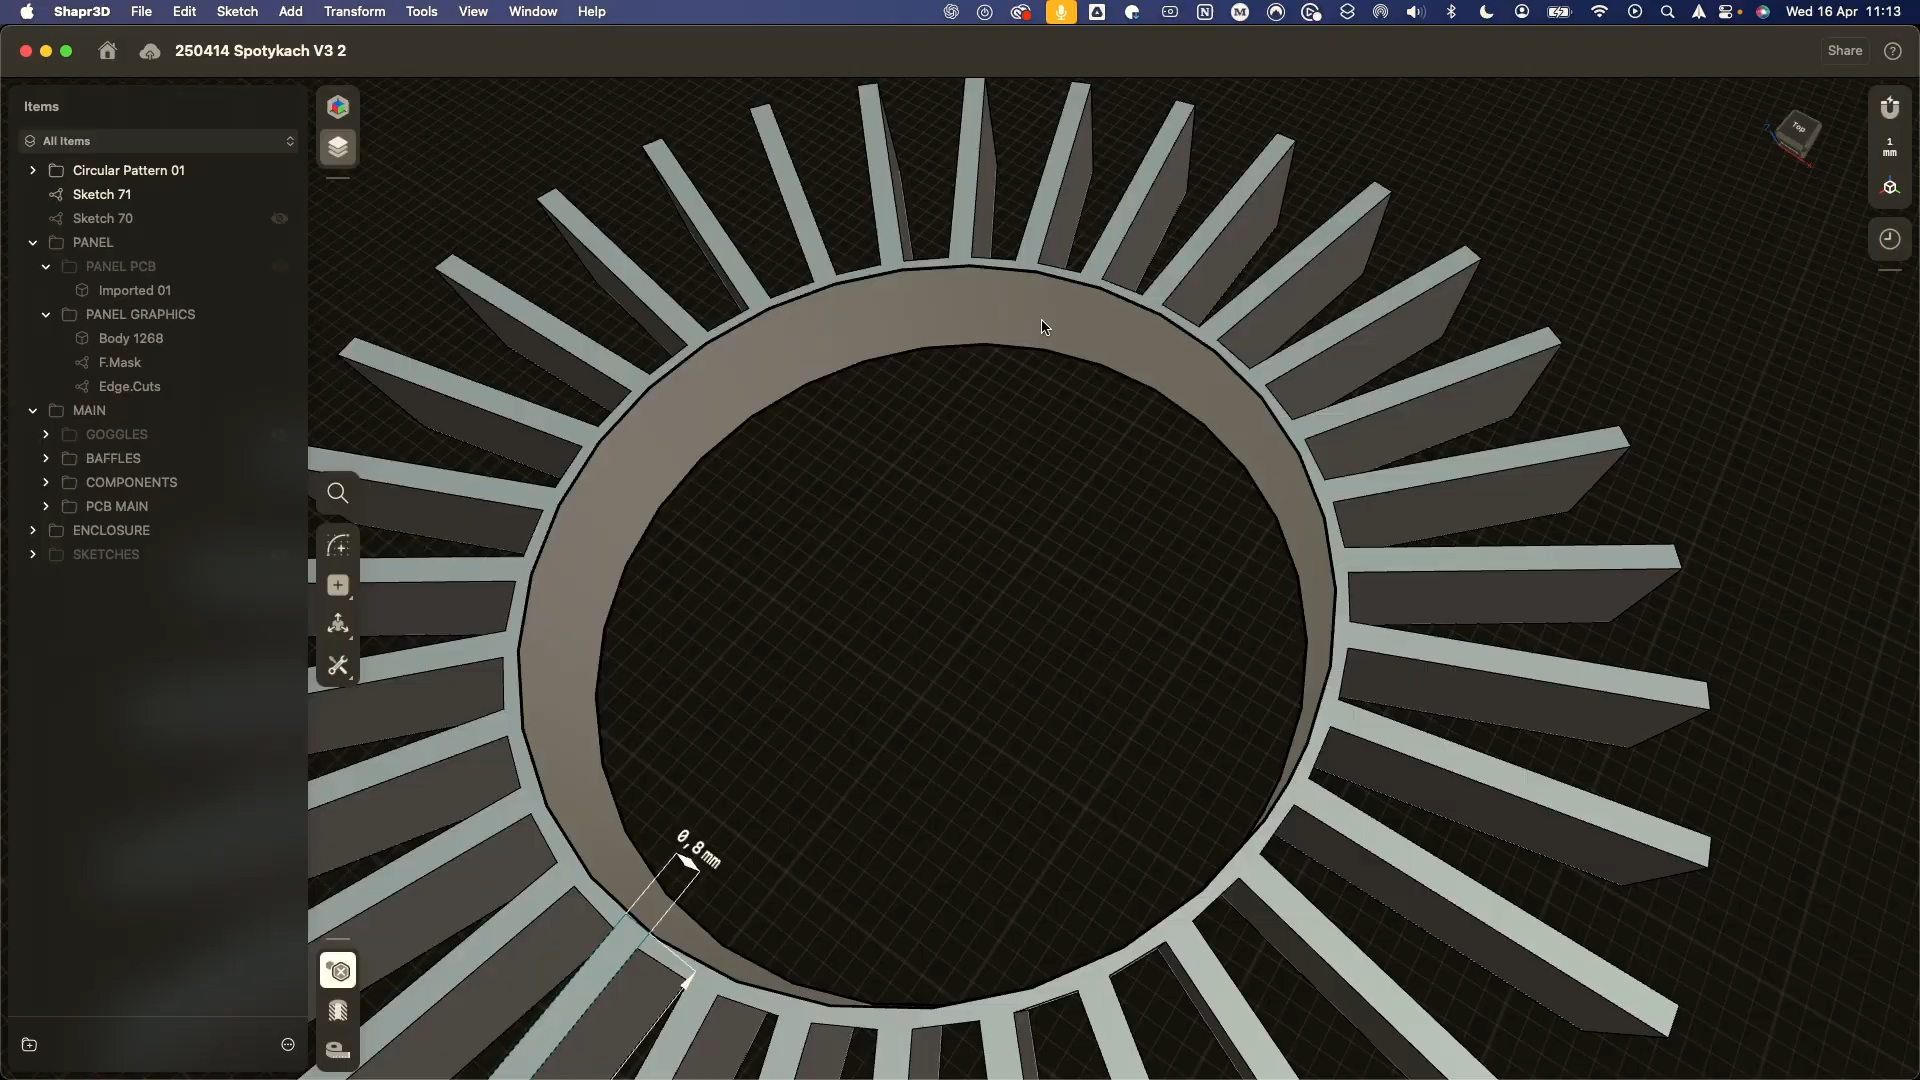 Shapr3D File Edit Sketch Add Transform Tools View Window Help Wed 16 Apr 11:13
250414 Spotykach V3 2
Share
Items
All Items
Circular Pattern 01
Sketch 71
Sketch 70
PANEL
PANEL PCB
Imported 01
PANEL GRAPHICS
Body 1268
F.Mask
Edge.Cuts
MAIN
GOGGLES
BAFFLES
COMPONENTS
PCB MAIN
ENCLOSURE
SKETCHES
Top
1
mm
0,8 mm